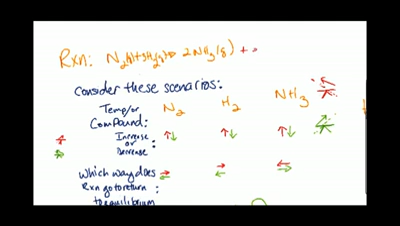 Rxn: N2(g)+3H2(g) ⇌ 2NH3(g) +
Consider these scenarios:
Temp/or Compound: N2 H2 NH3
Increase or Decrease: ↑↓ ↑↓ ↑↓
Which way does
Rxn go to return :
to equilibrium